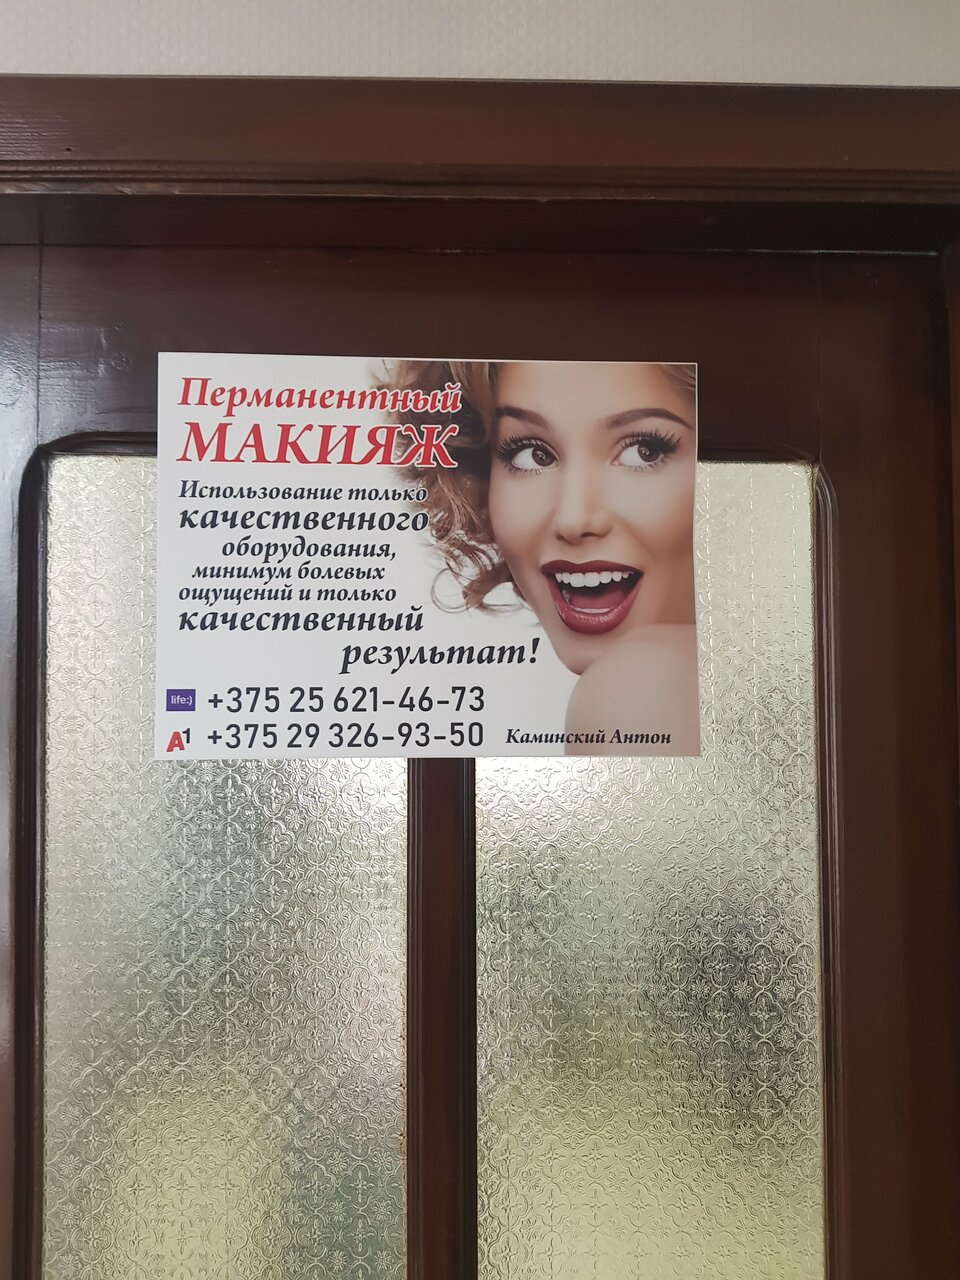 Перманентный
МАКИЯЖ
Использование только
качественного
оборудования,
минимум болевых
ощущений и только
качественный
результат!
life:) +375 25 621-46-73
A1 +375 29 326-93-50 Каминский Антон